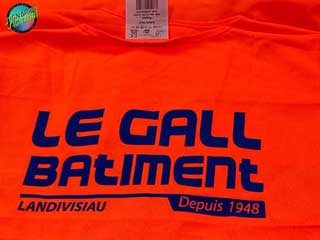 LE GALL
BATIMENT
LANDIVISIAU
Depuis 1948